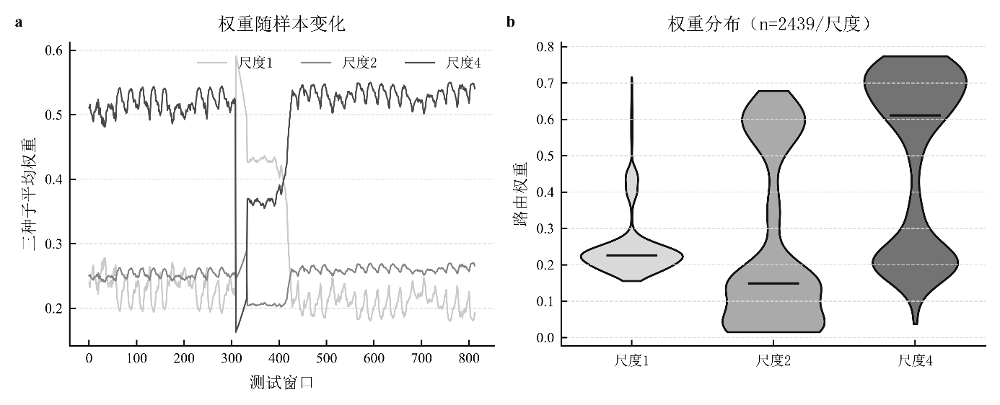 a
权重随样本变化
尺度1
尺度2
尺度4
三种子平均权重
0.6
0.5
0.4
0.3
0.2
0
100
200
300
400
500
600
700
800
测试窗口
b
权重分布（n=2439/尺度）
路由权重
0.8
0.7
0.6
0.5
0.4
0.3
0.2
0.1
0.0
尺度1
尺度2
尺度4